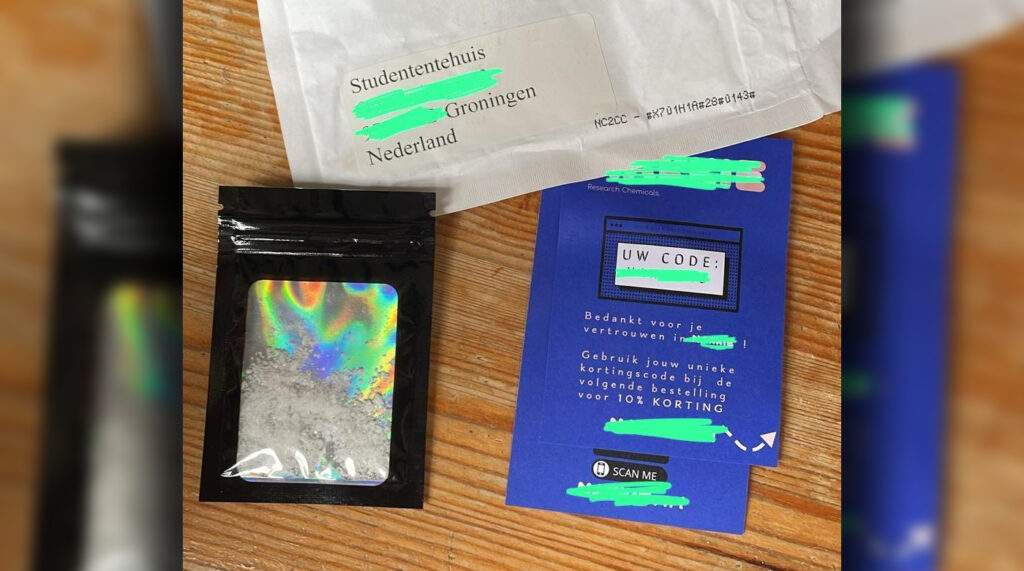 Studententehuis
Groningen
Nederland
NC2CC - #X701H1A#28#0143#
Research Chemicals.
UW CODE:
Bedankt voor je
vertrouwen in !
Gebruik jouw unieke
kortingscode bij de
volgende bestelling
voor 10% KORTING
SCAN ME